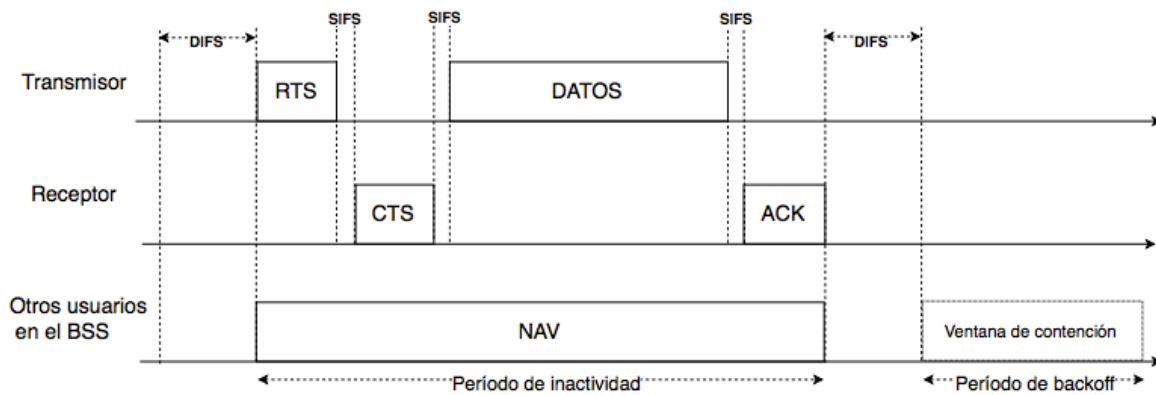 SIFS
SIFS
SIFS
DIFS
DIFS
Transmisor
RTS
DATOS
Receptor
CTS
ACK
Otros usuarios
en el BSS
NAV
Ventana de contención
Período de inactividad
Período de backoff